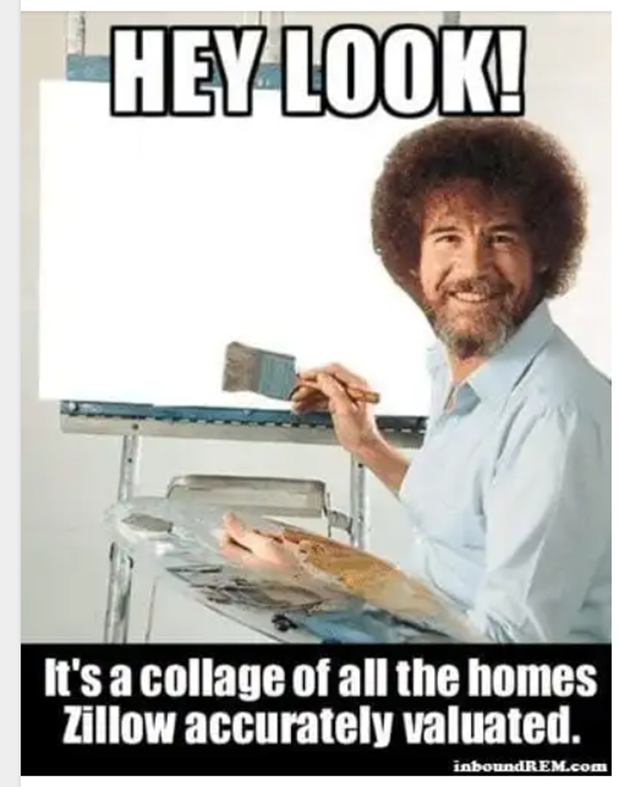 HEY LOOK!
It's a collage of all the homes
Zillow accurately valuated.
inboundREM.com